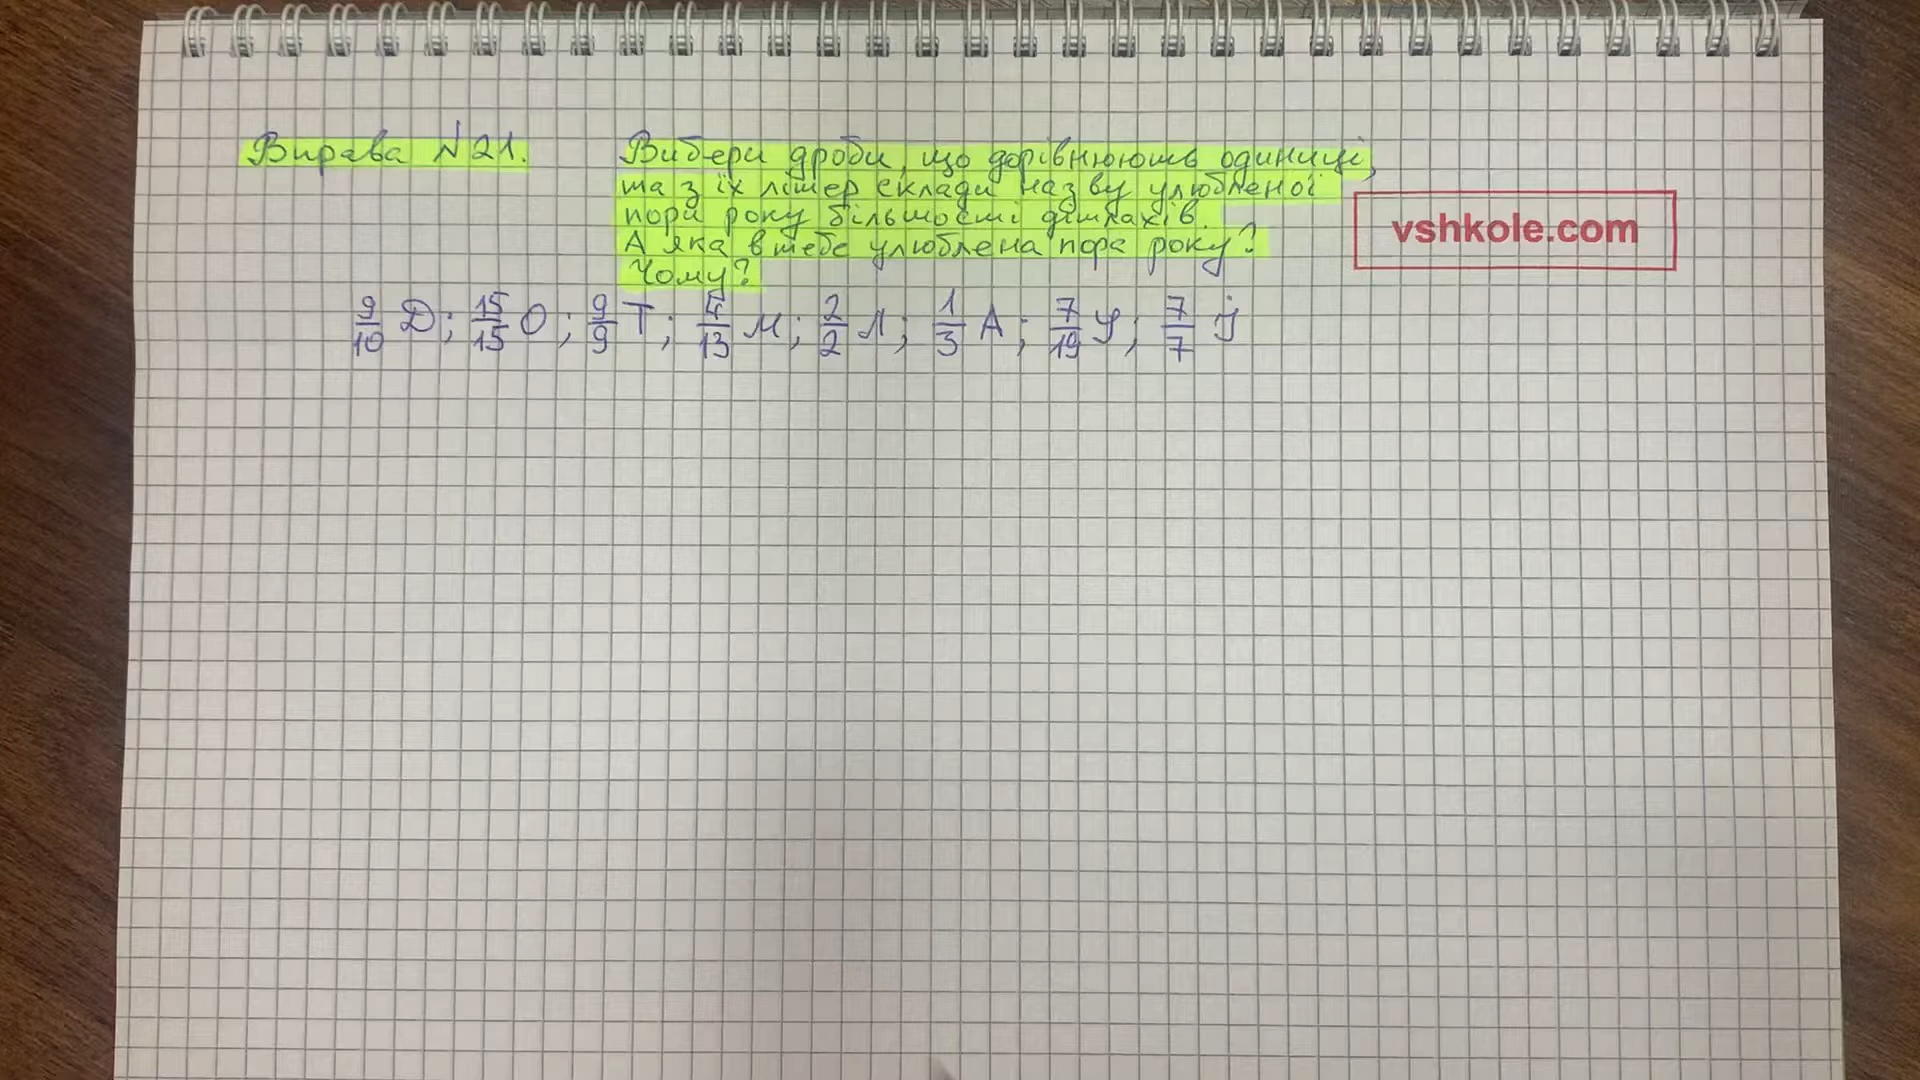 Вправа №21.
Вибери дроби, що дорівнюють одиниці,
та з їх літер склади назву улюбленої
пори року більшості дітлахів.
А яка в тебе улюблена пора року?
Чому?
vshkole.com
9/10 Д; 15/15 О; 9/9 Т; 5/13 И; 2/2 Л; 1/3 А; 7/19 У; 7/7 І